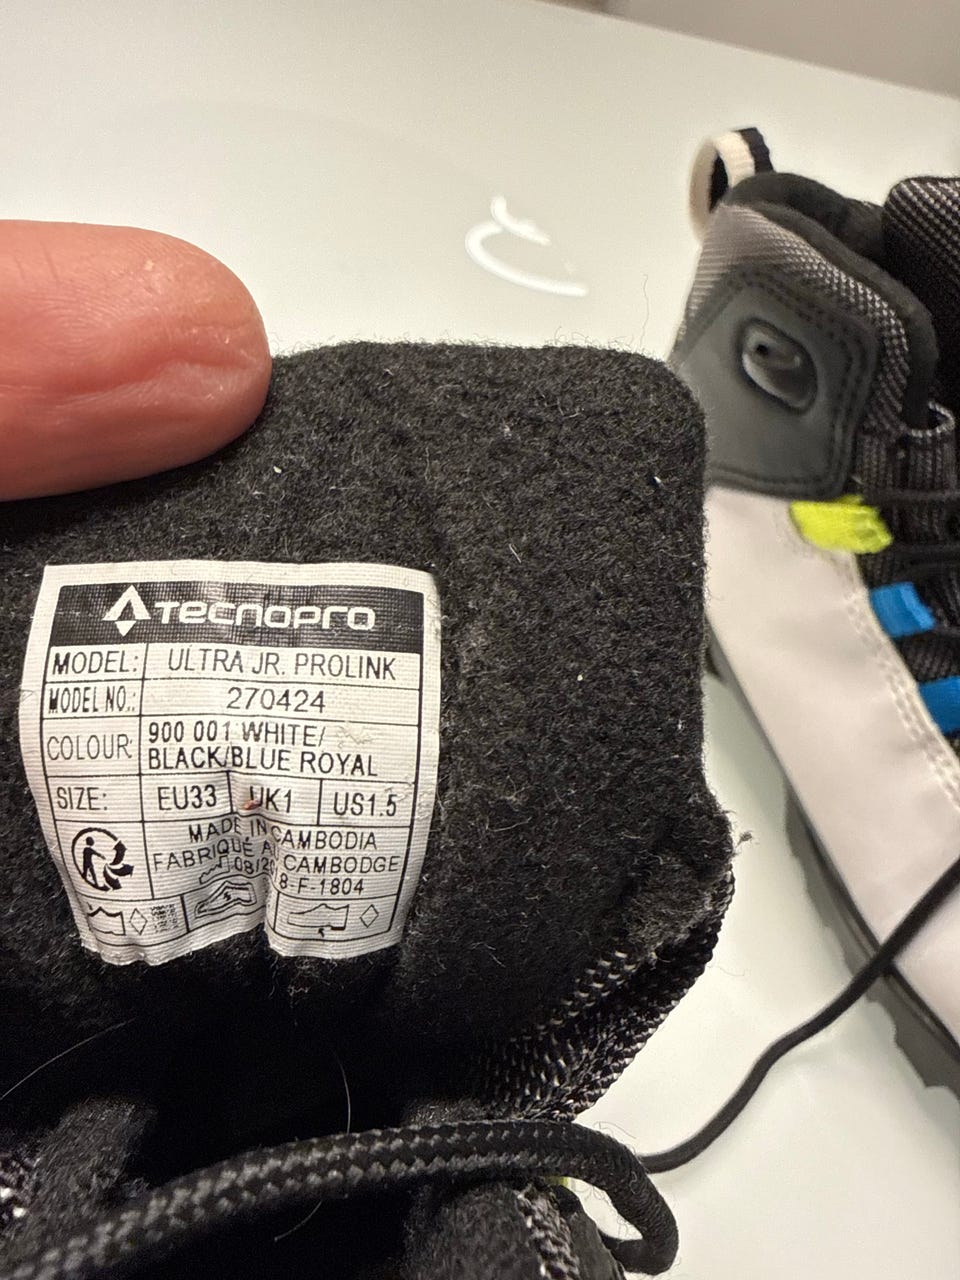 TECNOPRO
MODEL: ULTRA JR. PROLINK
MODEL NO.: 270424
COLOUR: 900 001 WHITE/
BLACK/BLUE ROYAL
SIZE: EU33 UK1 US1.5
MADE IN CAMBODIA
FABRIQUÉ CAMBODGE
8-F-1804